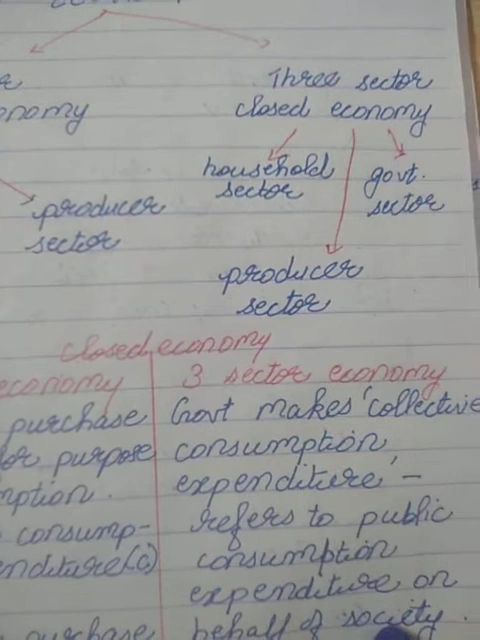 Three sector
closed economy
household
sector
govt.
sector
producer
sector
producer
sector
closed economy
economy
3 sector economy
purchase
Govt makes 'collective
purpose
consumption
expenditure' -
consump-
refers to public
consumption
expenditure on
purchase
behalf of society.